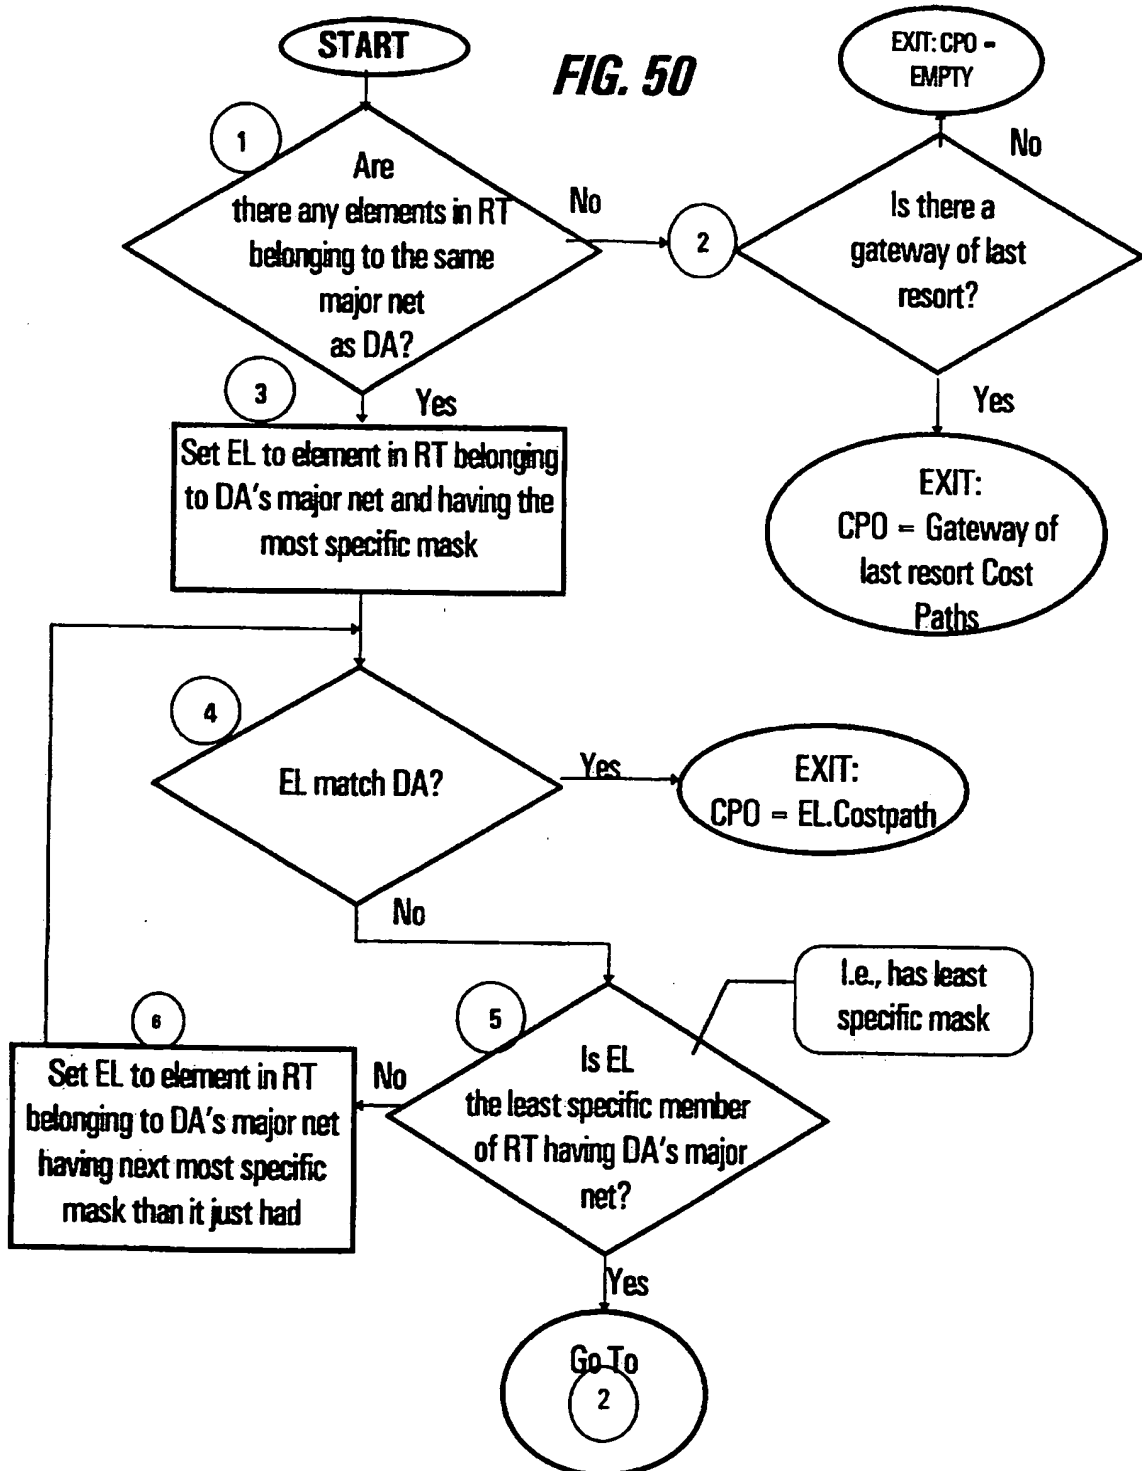 START
FIG. 50
EXIT: CPO =
EMPTY
1
Are
there any elements in RT
belonging to the same
major net
as DA?
No
2
Is there a
gateway of last
resort?
No
Yes
EXIT:
CPO = Gateway of
last resort Cost
Paths
3
Yes
Set EL to element in RT belonging
to DA's major net and having the
most specific mask
4
EL match DA?
Yes
EXIT:
CPO = EL.Costpath
No
I.e., has least
specific mask
5
Is EL
the least specific member
of RT having DA's major
net?
No
6
Set EL to element in RT
belonging to DA's major net
having next most specific
mask than it just had
Yes
Go To
2